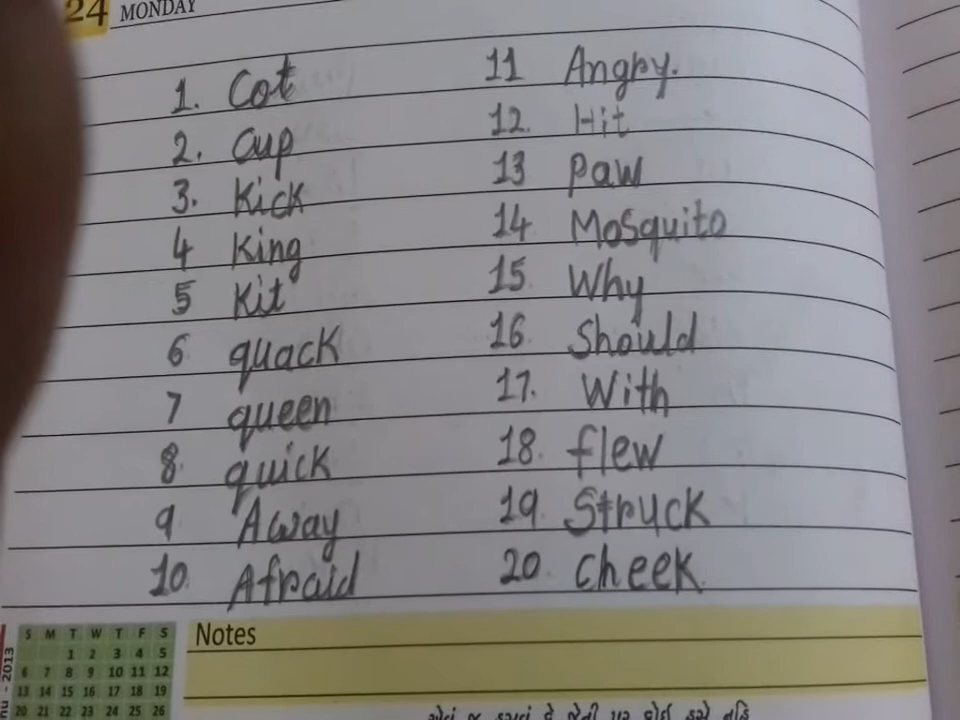 24 MONDAY
1. Cot
2. Cup
3. Kick
4 King
5 Kit
6 quack
7 queen
8. quick
9 Away
10. Afraid
11 Angry.
12. Hit
13 Paw
14 Mosquito
15. Why
16. Should
17. With
18. flew
19. Struck
20. cheek.
Notes
S M T W T F S
1 2 3 4 5
6 7 8 9 10 11 12
13 14 15 16 17 18 19
20 21 22 23 24 25 26
- 2013